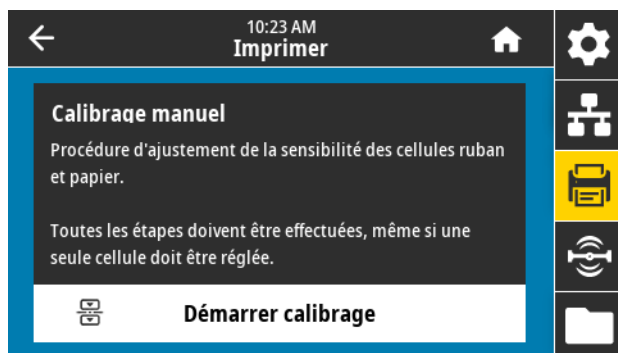 10:23 AM
Imprimer
Calibrage manuel
Procédure d'ajustement de la sensibilité des cellules ruban
et papier.
Toutes les étapes doivent être effectuées, même si une
seule cellule doit être réglée.
Démarrer calibrage